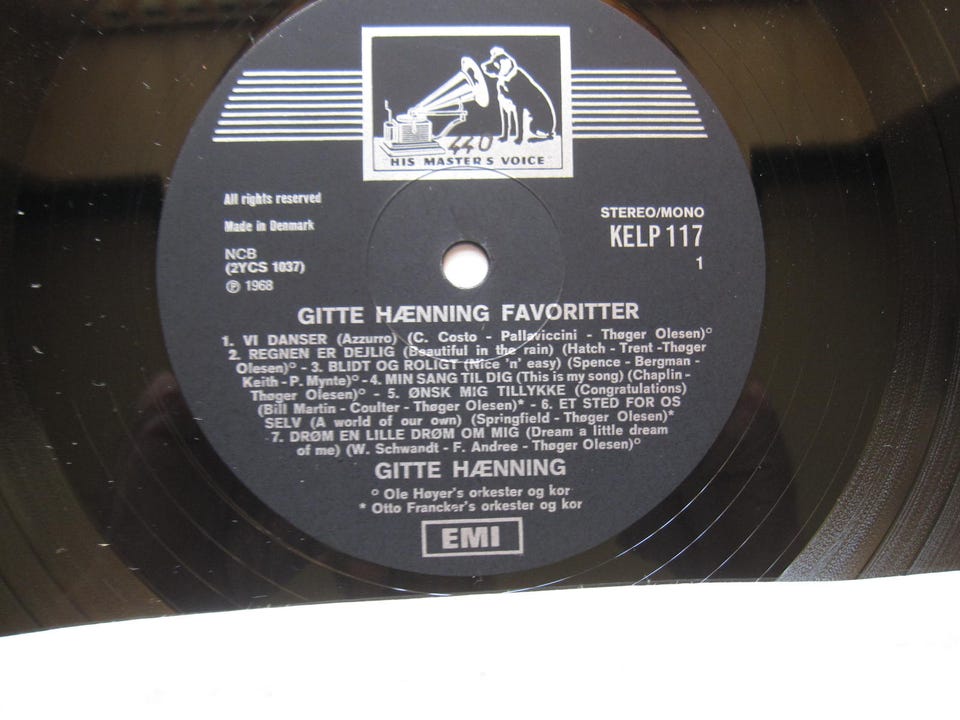 440
HIS MASTER'S VOICE
All rights reserved
Made in Denmark
NCB
(2YCS 1037)
Ⓟ 1968
STEREO/MONO
KELP 117
1
GITTE HÆNNING FAVORITTER
1. VI DANSER (Azzurro) (C. Costo - Pallaviccini - Thøger Olesen)°
2. REGNEN ER DEJLIG (Beautiful in the rain) (Hatch - Trent -Thøger
Olesen)° - 3. BLIDT OG ROLIGT (Nice 'n' easy) (Spence - Bergman -
Keith - P. Mynte)° - 4. MIN SANG TIL DIG (This is my song) (Chaplin -
Thøger Olesen)° - 5. ØNSK MIG TILLYKKE (Congratulations)
(Bill Martin - Coulter - Thøger Olesen)* - 6. ET STED FOR OS
SELV (A world of our own) (Springfield - Thøger Olesen)*
7. DRØM EN LILLE DRØM OM MIG (Dream a little dream
of me) (W. Schwandt - F. Andree - Thøger Olesen)°
GITTE HÆNNING
° Ole Høyer's orkester og kor
* Otto Francker's orkester og kor
EMI